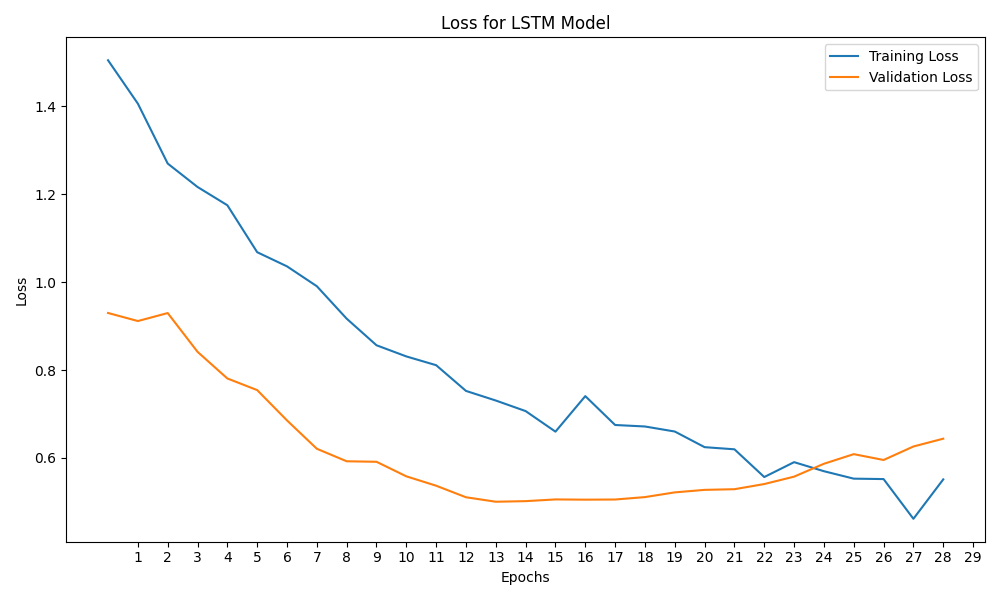 Loss for LSTM Model
Training Loss
Validation Loss
1.4
1.2
1.0
0.8
0.6
Loss
1 2 3 4 5 6 7 8 9 10 11 12 13 14 15 16 17 18 19 20 21 22 23 24 25 26 27 28 29
Epochs